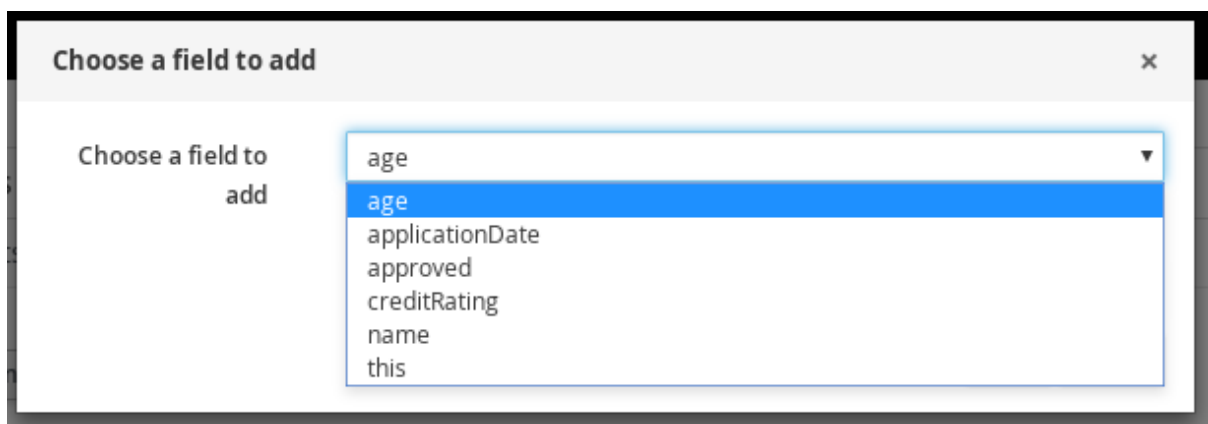 Choose a field to add ×
Choose a field to age ▼
add
age
applicationDate
approved
creditRating
name
this